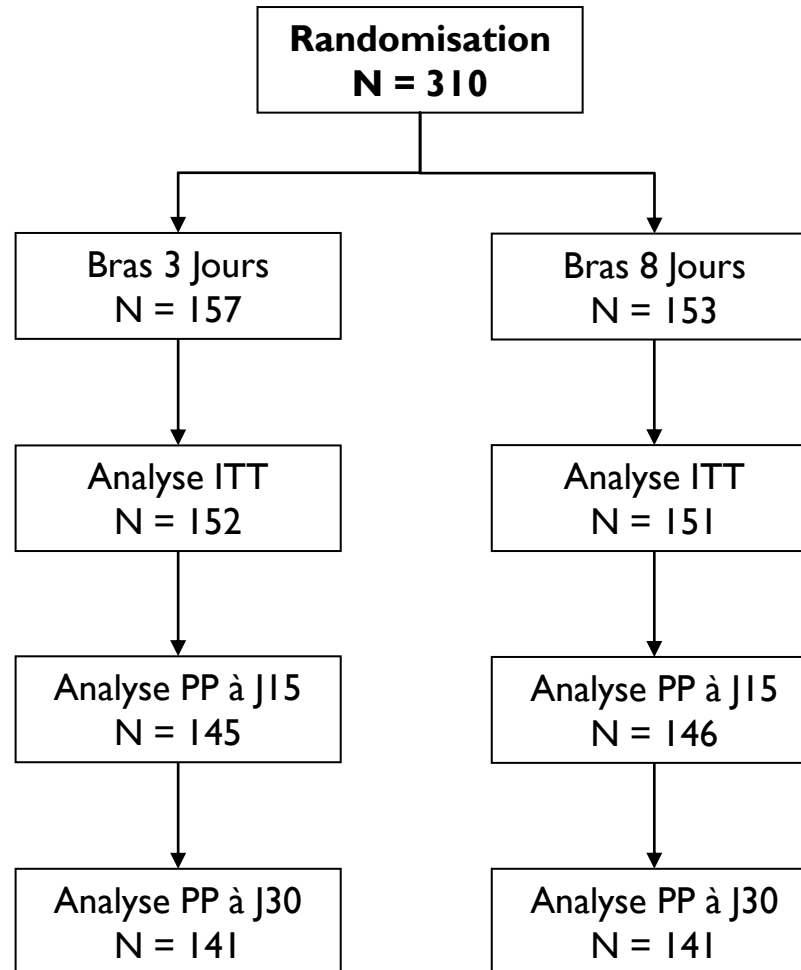 Randomisation
N = 310
Bras 3 Jours
N = 157
Bras 8 Jours
N = 153
Analyse ITT
N = 152
Analyse ITT
N = 151
Analyse PP à J15
N = 145
Analyse PP à J15
N = 146
Analyse PP à J30
N = 141
Analyse PP à J30
N = 141